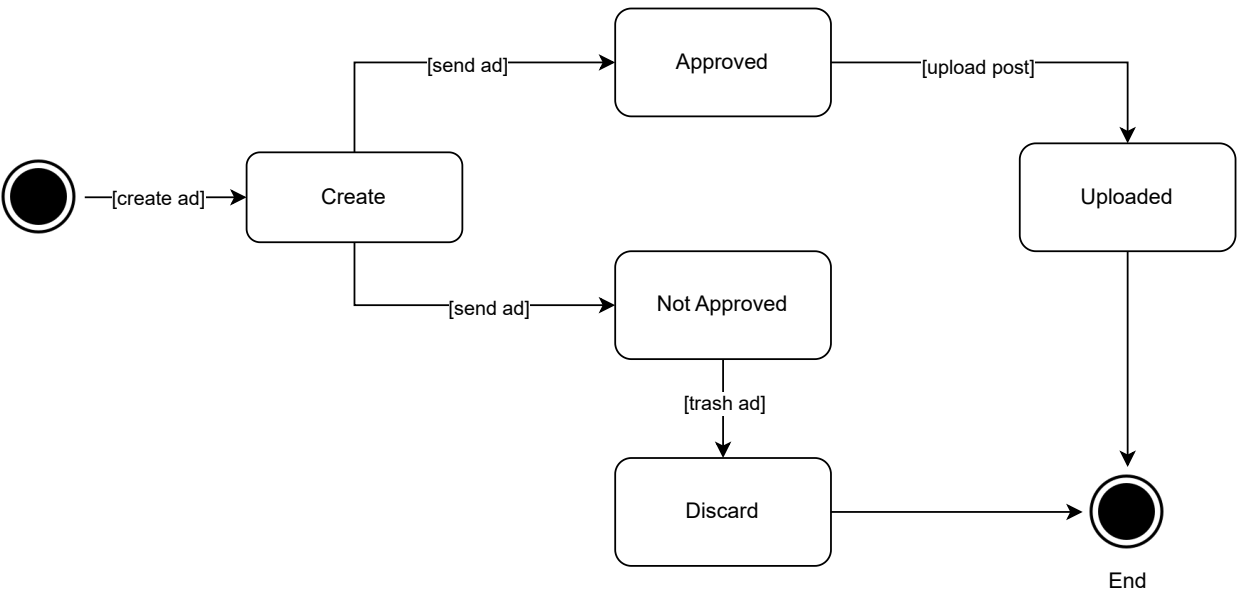 Approved
[send ad]
[upload post]
[create ad]
Create
Uploaded
[send ad]
Not Approved
[trash ad]
Discard
End